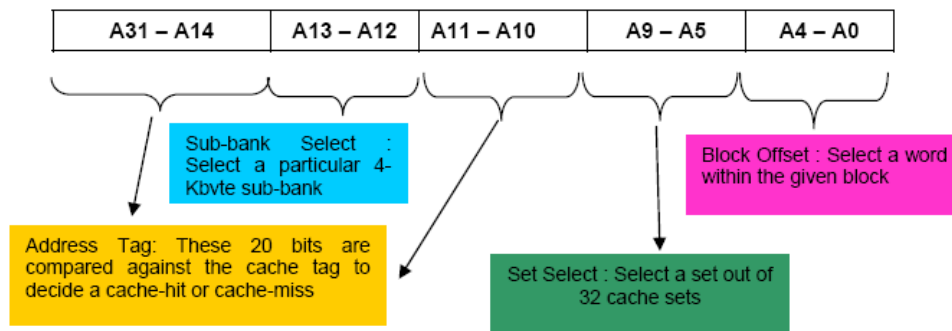 A31 – A14 A13 – A12 A11 – A10 A9 – A5 A4 – A0
Sub-bank Select :
Select a particular 4-
Kbvte sub-bank
Block Offset : Select a word
within the given block
Address Tag: These 20 bits are
compared against the cache tag to
decide a cache-hit or cache-miss
Set Select : Select a set out of
32 cache sets